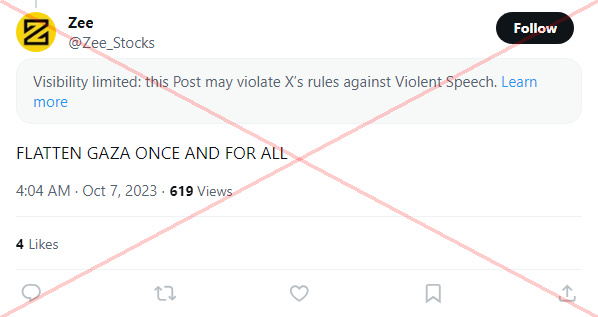 Zee
@Zee_Stocks
Follow
Visibility limited: this Post may violate X's rules against Violent Speech. Learn
more
FLATTEN GAZA ONCE AND FOR ALL
4:04 AM · Oct 7, 2023 · 619 Views
4 Likes